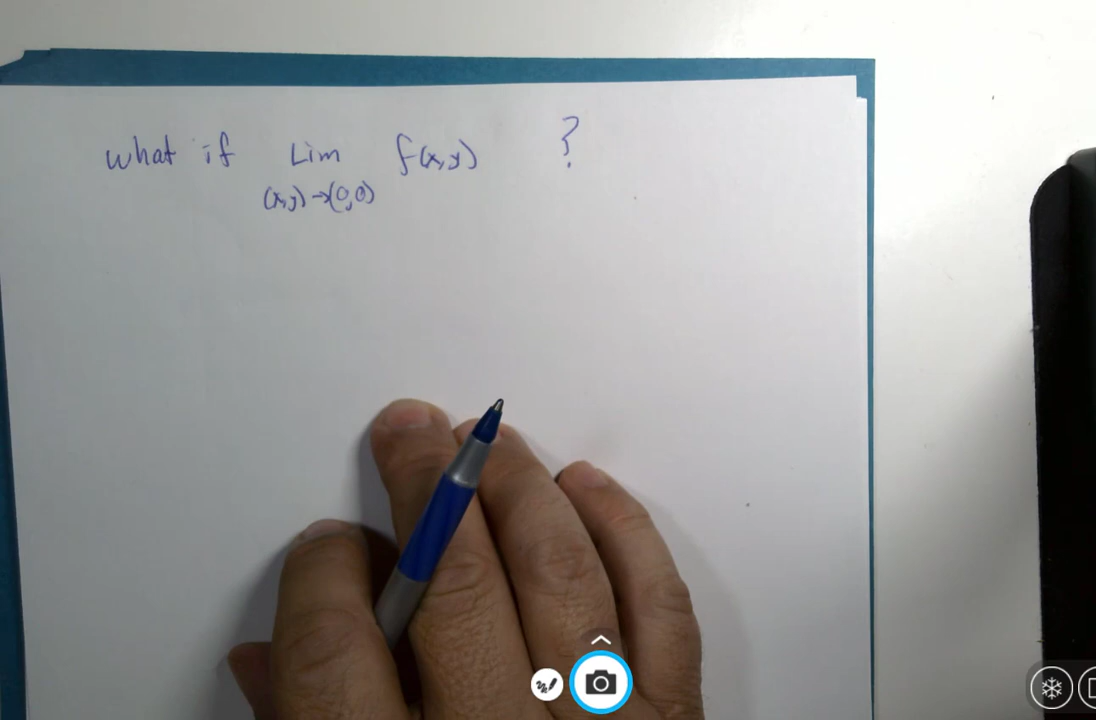 what if Lim f(x,y) ?
(x,y)→(0,0)